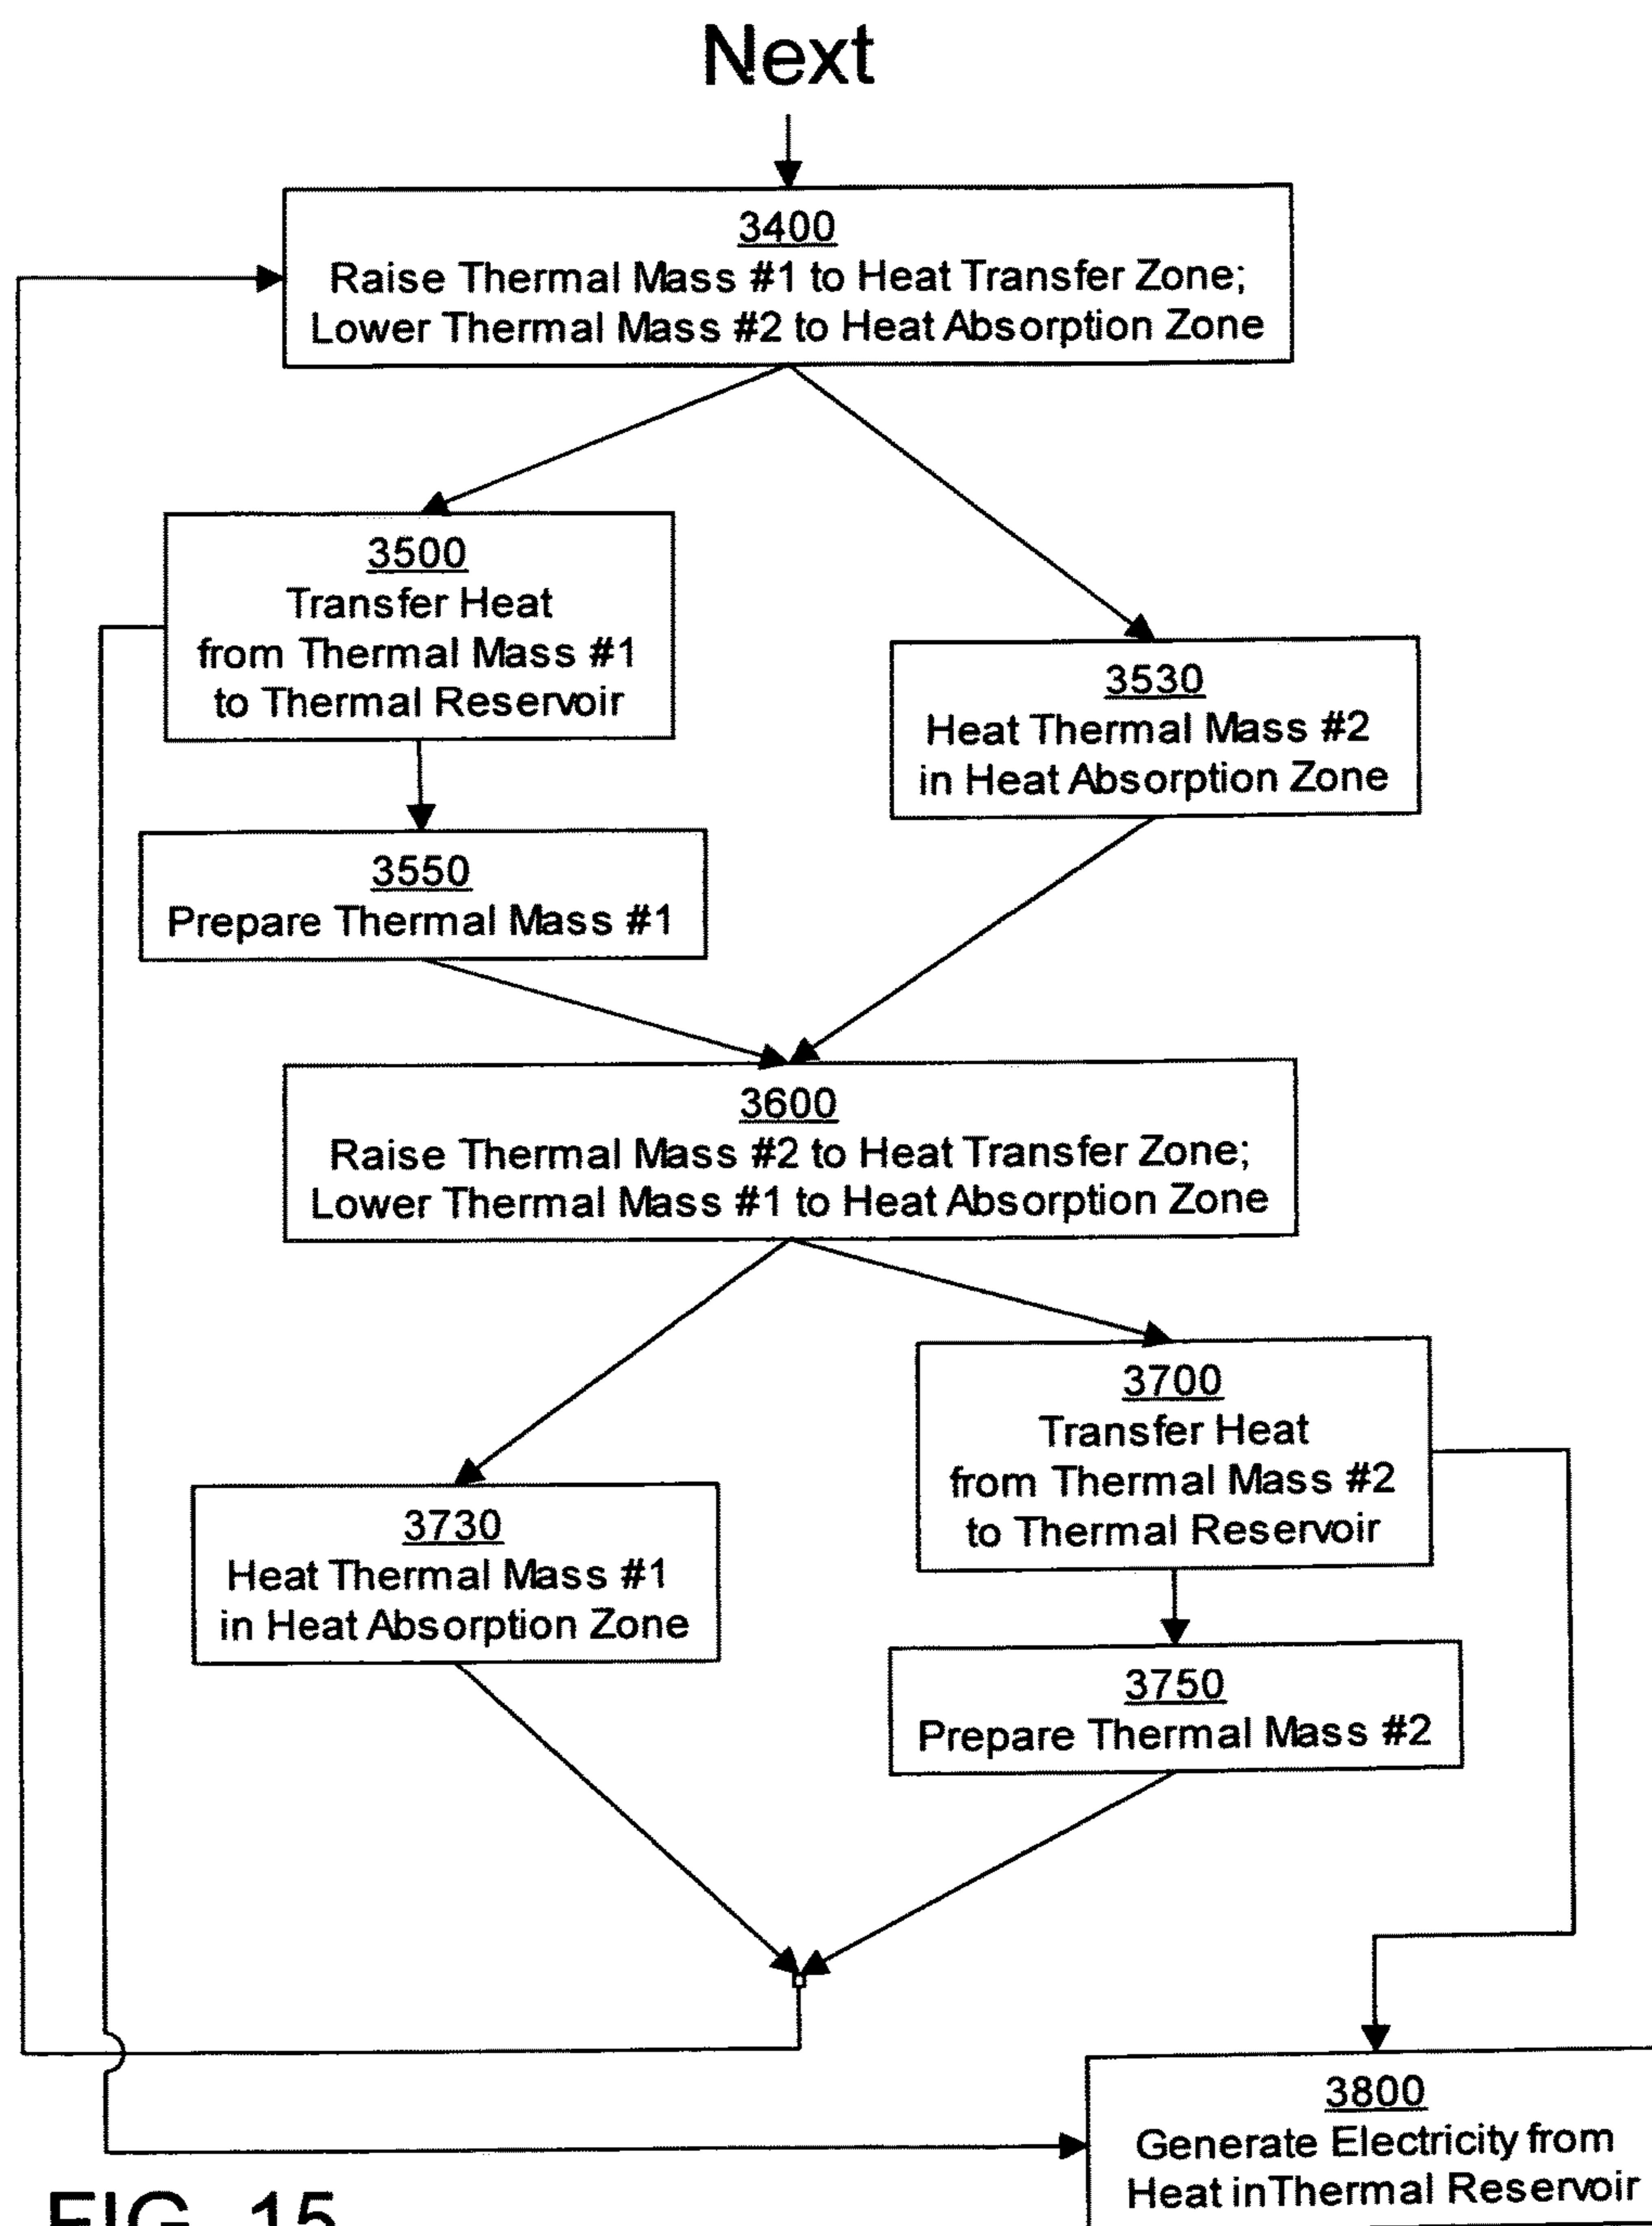 Next
3400
Raise Thermal Mass #1 to Heat Transfer Zone;
Lower Thermal Mass #2 to Heat Absorption Zone
3500
Transfer Heat
from Thermal Mass #1
to Thermal Reservoir
3530
Heat Thermal Mass #2
in Heat Absorption Zone
3550
Prepare Thermal Mass #1
3600
Raise Thermal Mass #2 to Heat Transfer Zone;
Lower Thermal Mass #1 to Heat Absorption Zone
3700
Transfer Heat
from Thermal Mass #2
to Thermal Reservoir
3730
Heat Thermal Mass #1
in Heat Absorption Zone
3750
Prepare Thermal Mass #2
3800
Generate Electricity from
Heat inThermal Reservoir
FIG. 15